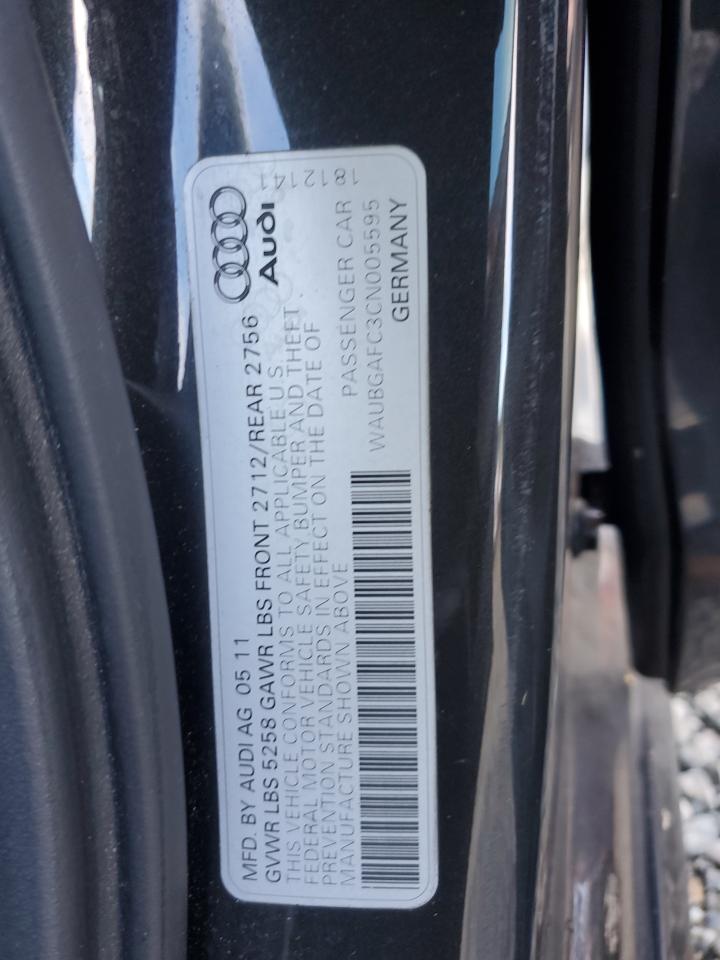 MFD. BY AUDI AG 05 11
GVWR LBS 5258 GAWR LBS FRONT 2712/REAR 2756
THIS VEHICLE CONFORMS TO ALL APPLICABLE U S
FEDERAL MOTOR VEHICLE SAFETY BUMPER AND THEFT.
PREVENTION STANDARDS IN EFFECT ON THE DATE OF
MANUFACTURE SHOWN ABOVE
PASSENGER CAR
WAUBGAFC3CN005595
GERMANY
Audi